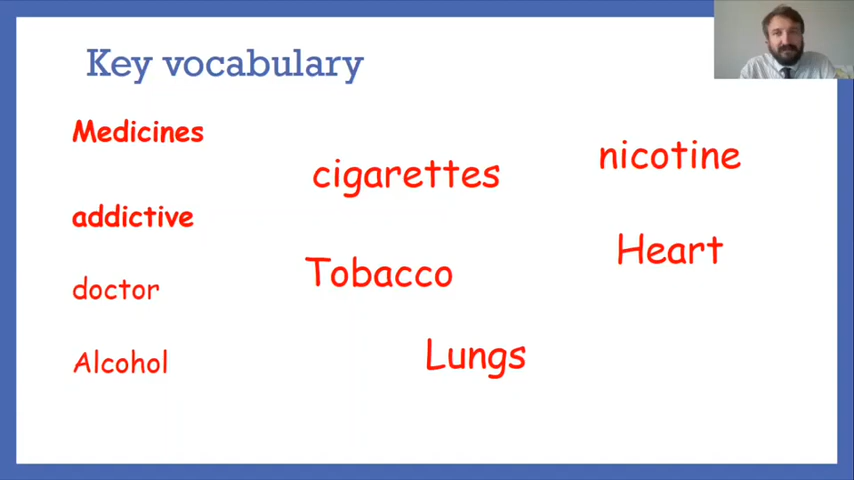 Key vocabulary
Medicines
cigarettes
nicotine
addictive
Heart
Tobacco
doctor
Lungs
Alcohol